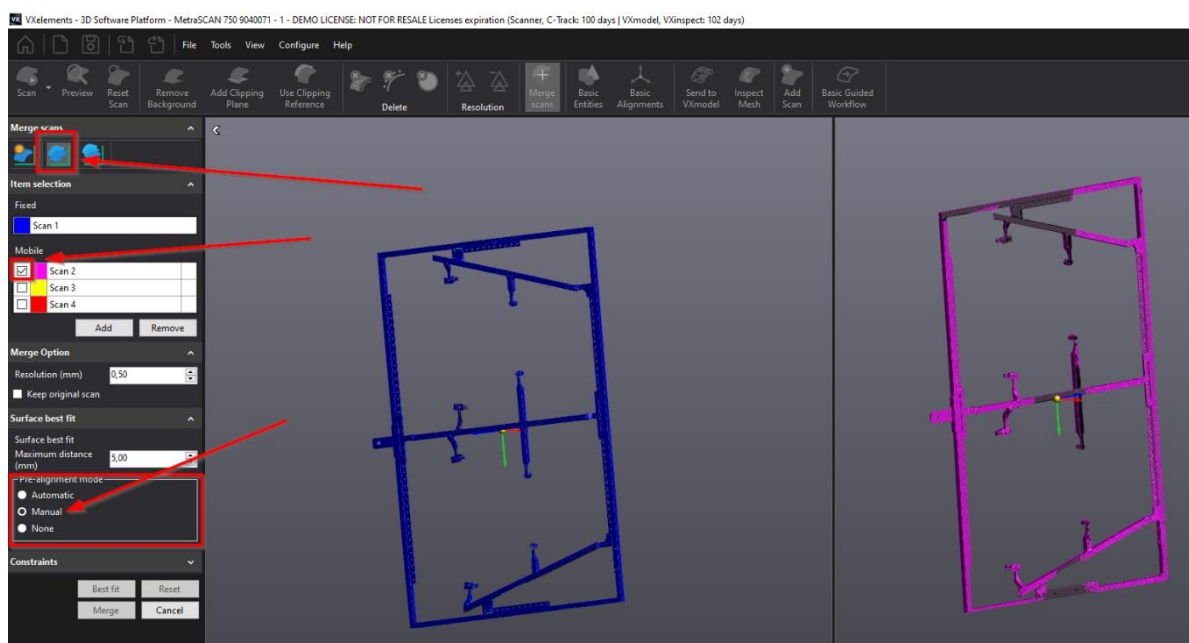 VX VXelements - 3D Software Platform - MetraSCAN 750 9040071 - 1 - DEMO LICENSE: NOT FOR RESALE Licenses expiration (Scanner, C-Track: 100 days | VXmodel, VXinspect: 102 days)
File Tools View Configure Help
Scan Preview Reset Scan Remove Background Add Clipping Plane Use Clipping Reference Delete Resolution Merge scans Basic Entities Basic Alignments Send to VXmodel Inspect Mesh Add Scan Basic Guided Workflow
Merge scans
Item selection
Fixed
Scan 1
Mobile
Scan 2
Scan 3
Scan 4
Add Remove
Merge Option
Resolution (mm) 0,50
Keep original scan
Surface best fit
Surface best fit
Maximum distance (mm) 5,00
Pre-alignment mode
Automatic
Manual
None
Constraints
Best fit Reset
Merge Cancel